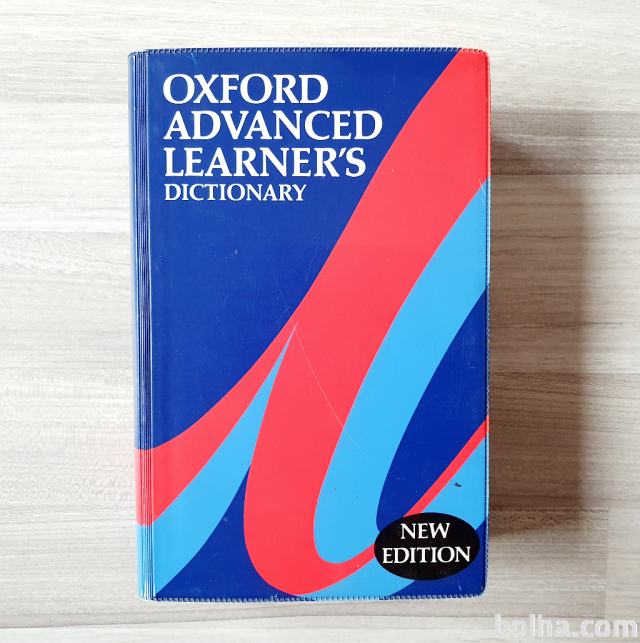 OXFORD
ADVANCED
LEARNER'S
DICTIONARY
NEW
EDITION
bolha.com